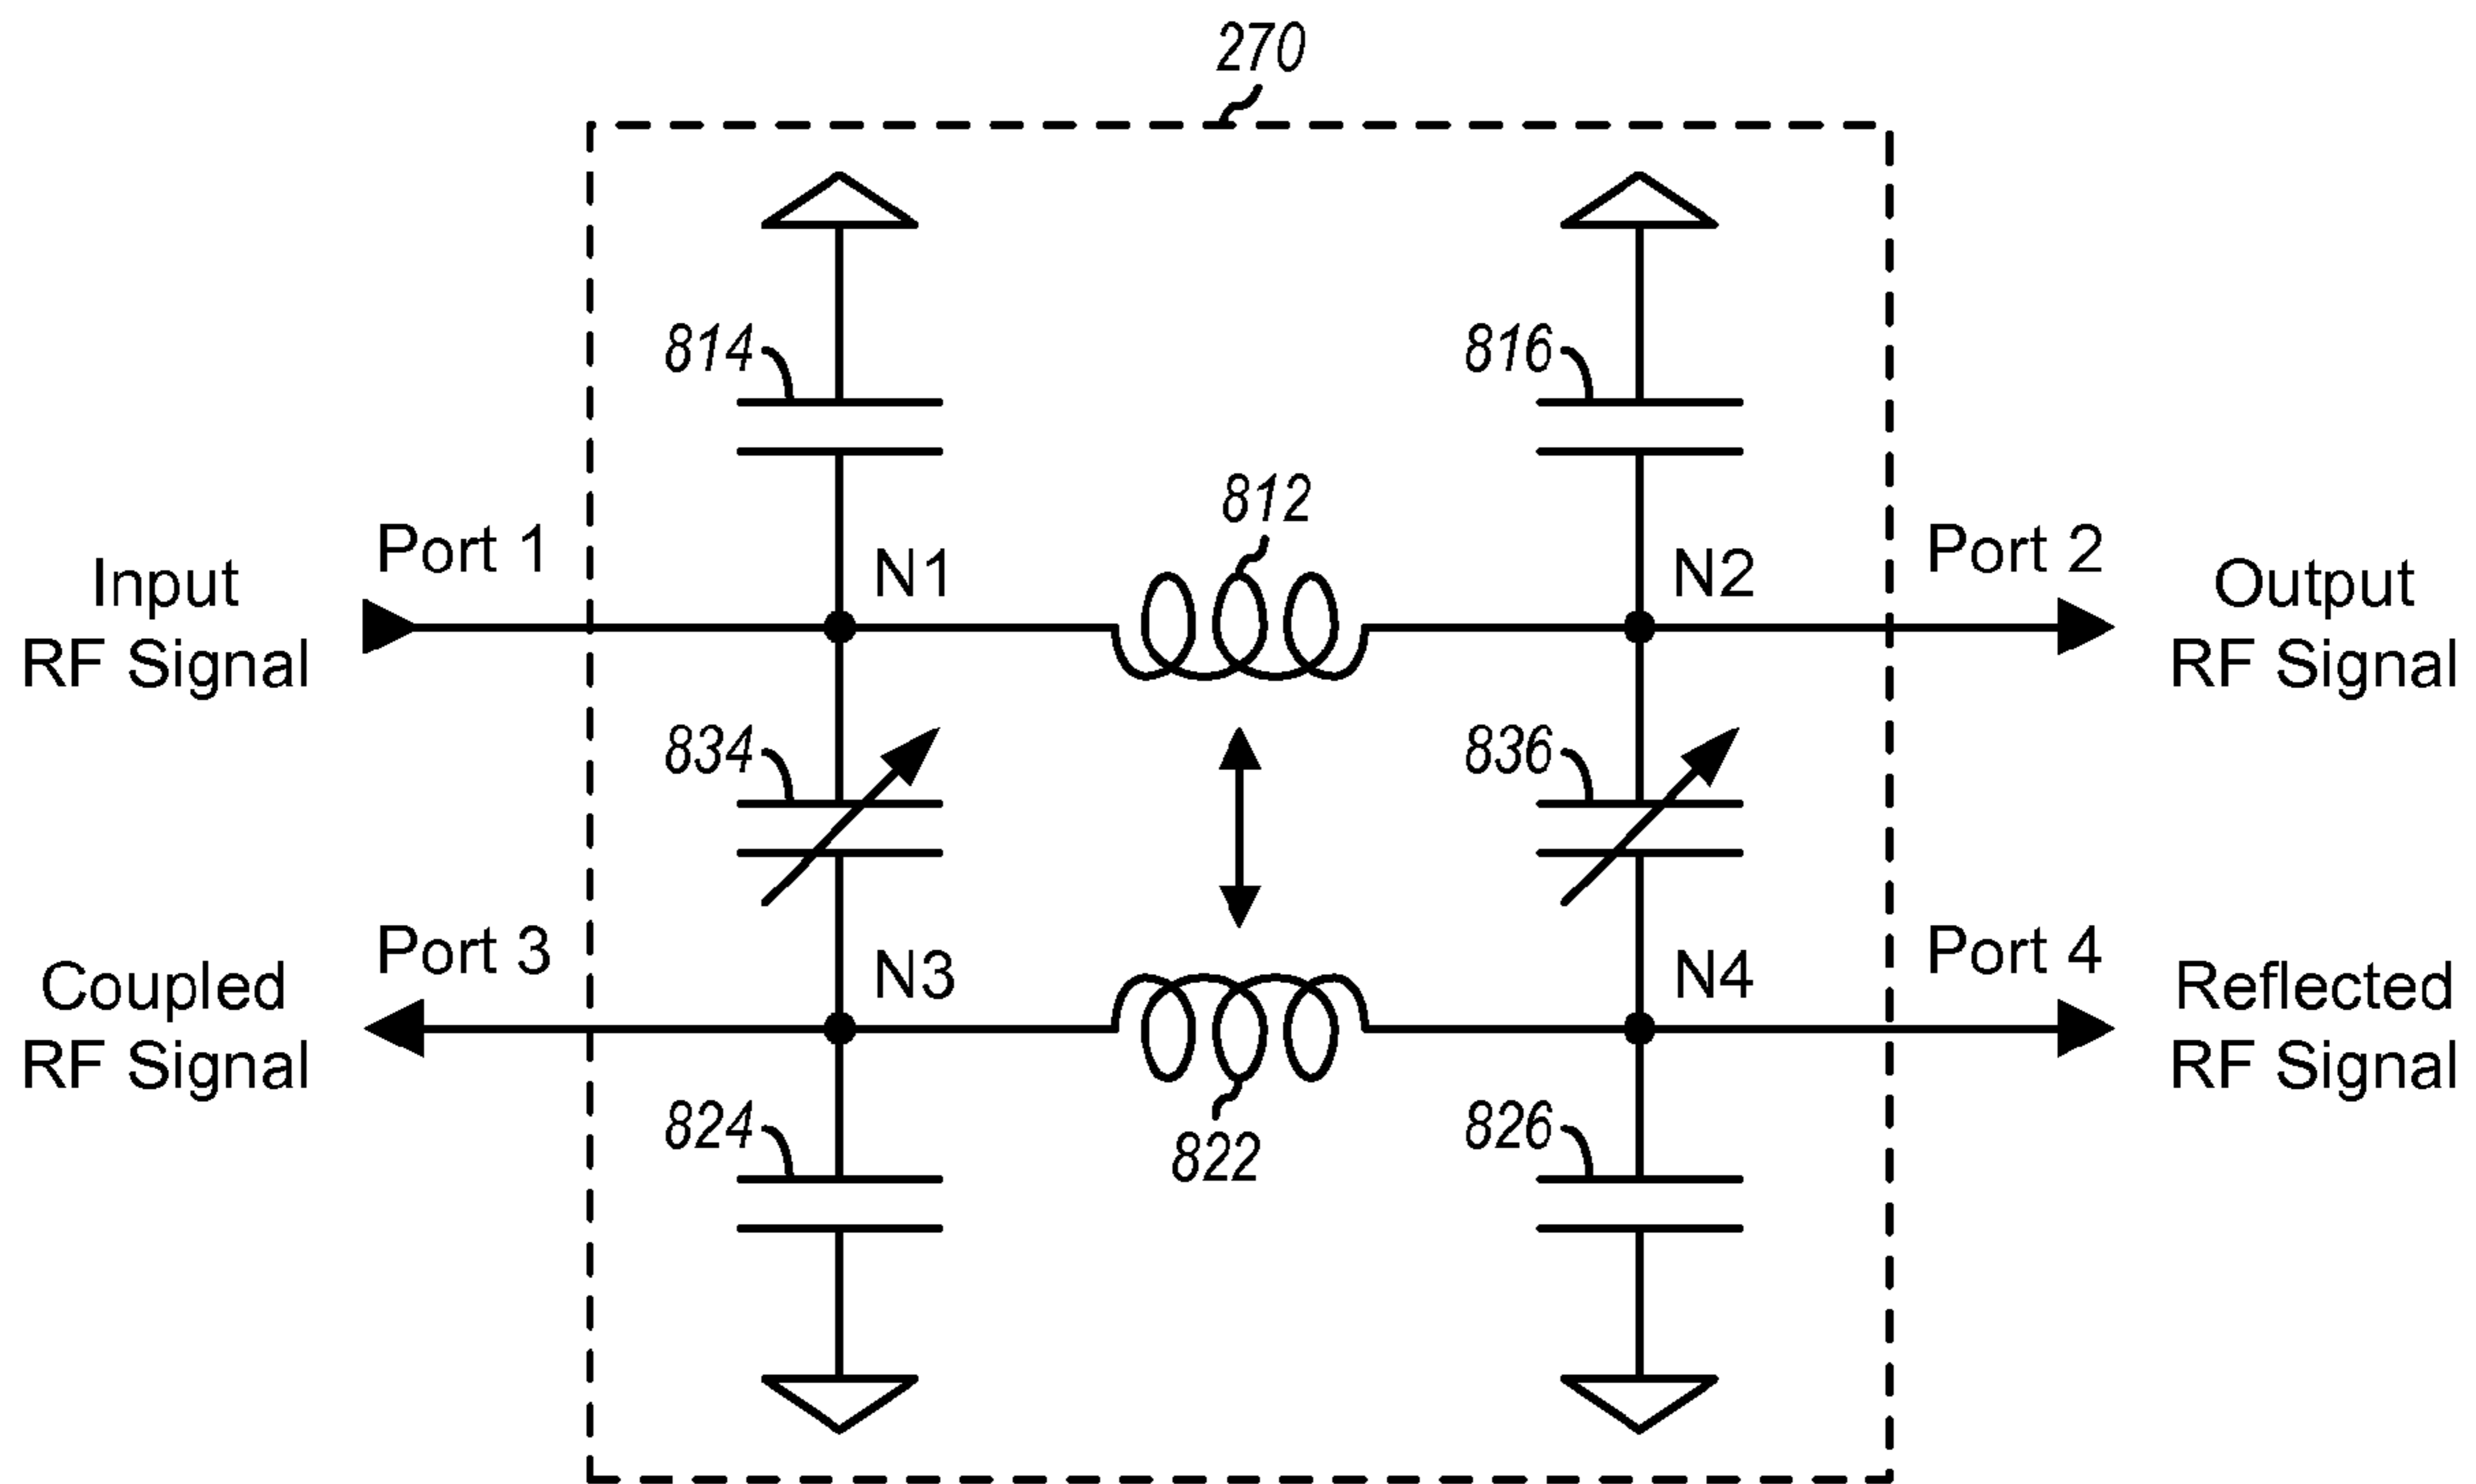 270
814
816
812
Port 1
N1
N2
Port 2
Input
RF Signal
Output
RF Signal
834
836
Port 3
N3
N4
Port 4
Coupled
RF Signal
Reflected
RF Signal
824
826
822